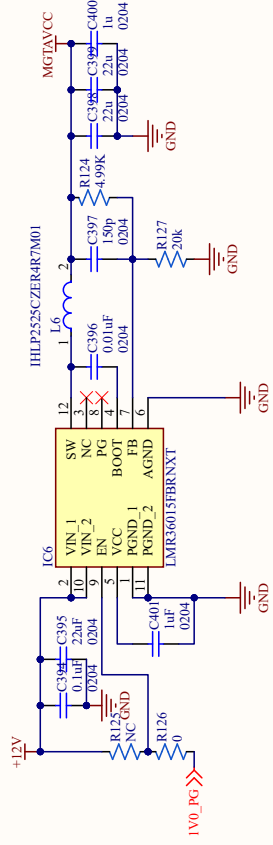 MGTAVCC
C400
1u
0204
C399
22u
0204
C398
22u
0204
GND
R124
4.99K
C397
150p
0204
R127
20k
GND
IHLP2525CZER4R7M01
L6
1
2
C396
0.01uF
0204
IC6
VIN_1
VIN_2
EN
VCC
PGND_1
PGND_2
2
10
9
5
1
11
SW
NC
PG
BOOT
FB
AGND
12
3
8
4
7
6
LMR36015FBRNXT
GND
GND
C401
1uF
0204
+12V
C395
22uF
0204
C394
0.1uF
0204
GND
R125
NC
R126
0
1V0_PG